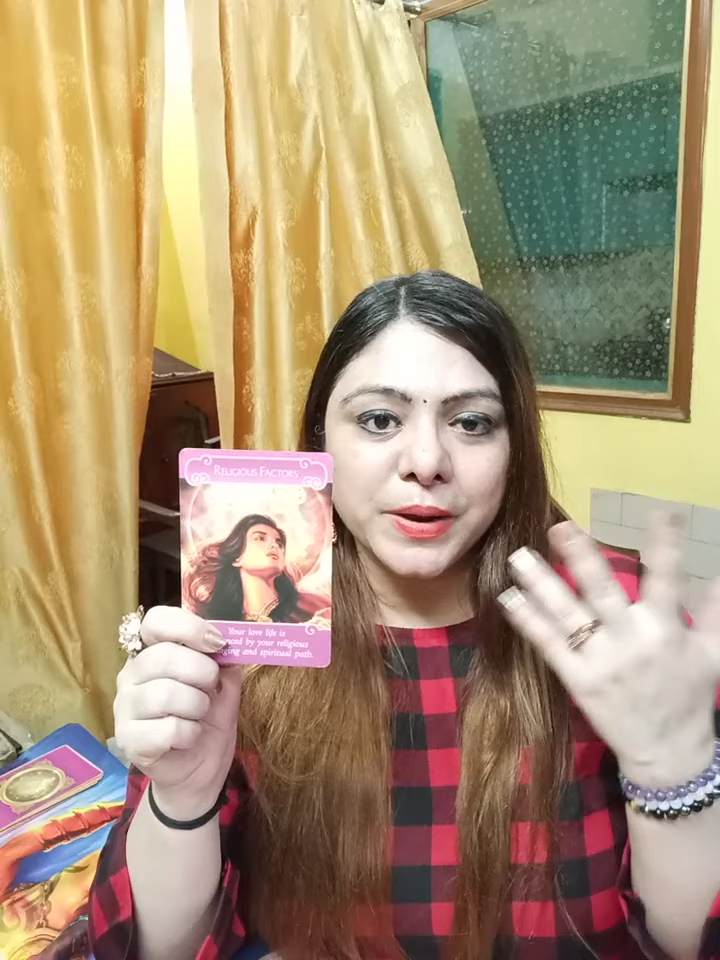 RELIGIOUS FACTORS
Your love life is
by your religious
and spiritual path.